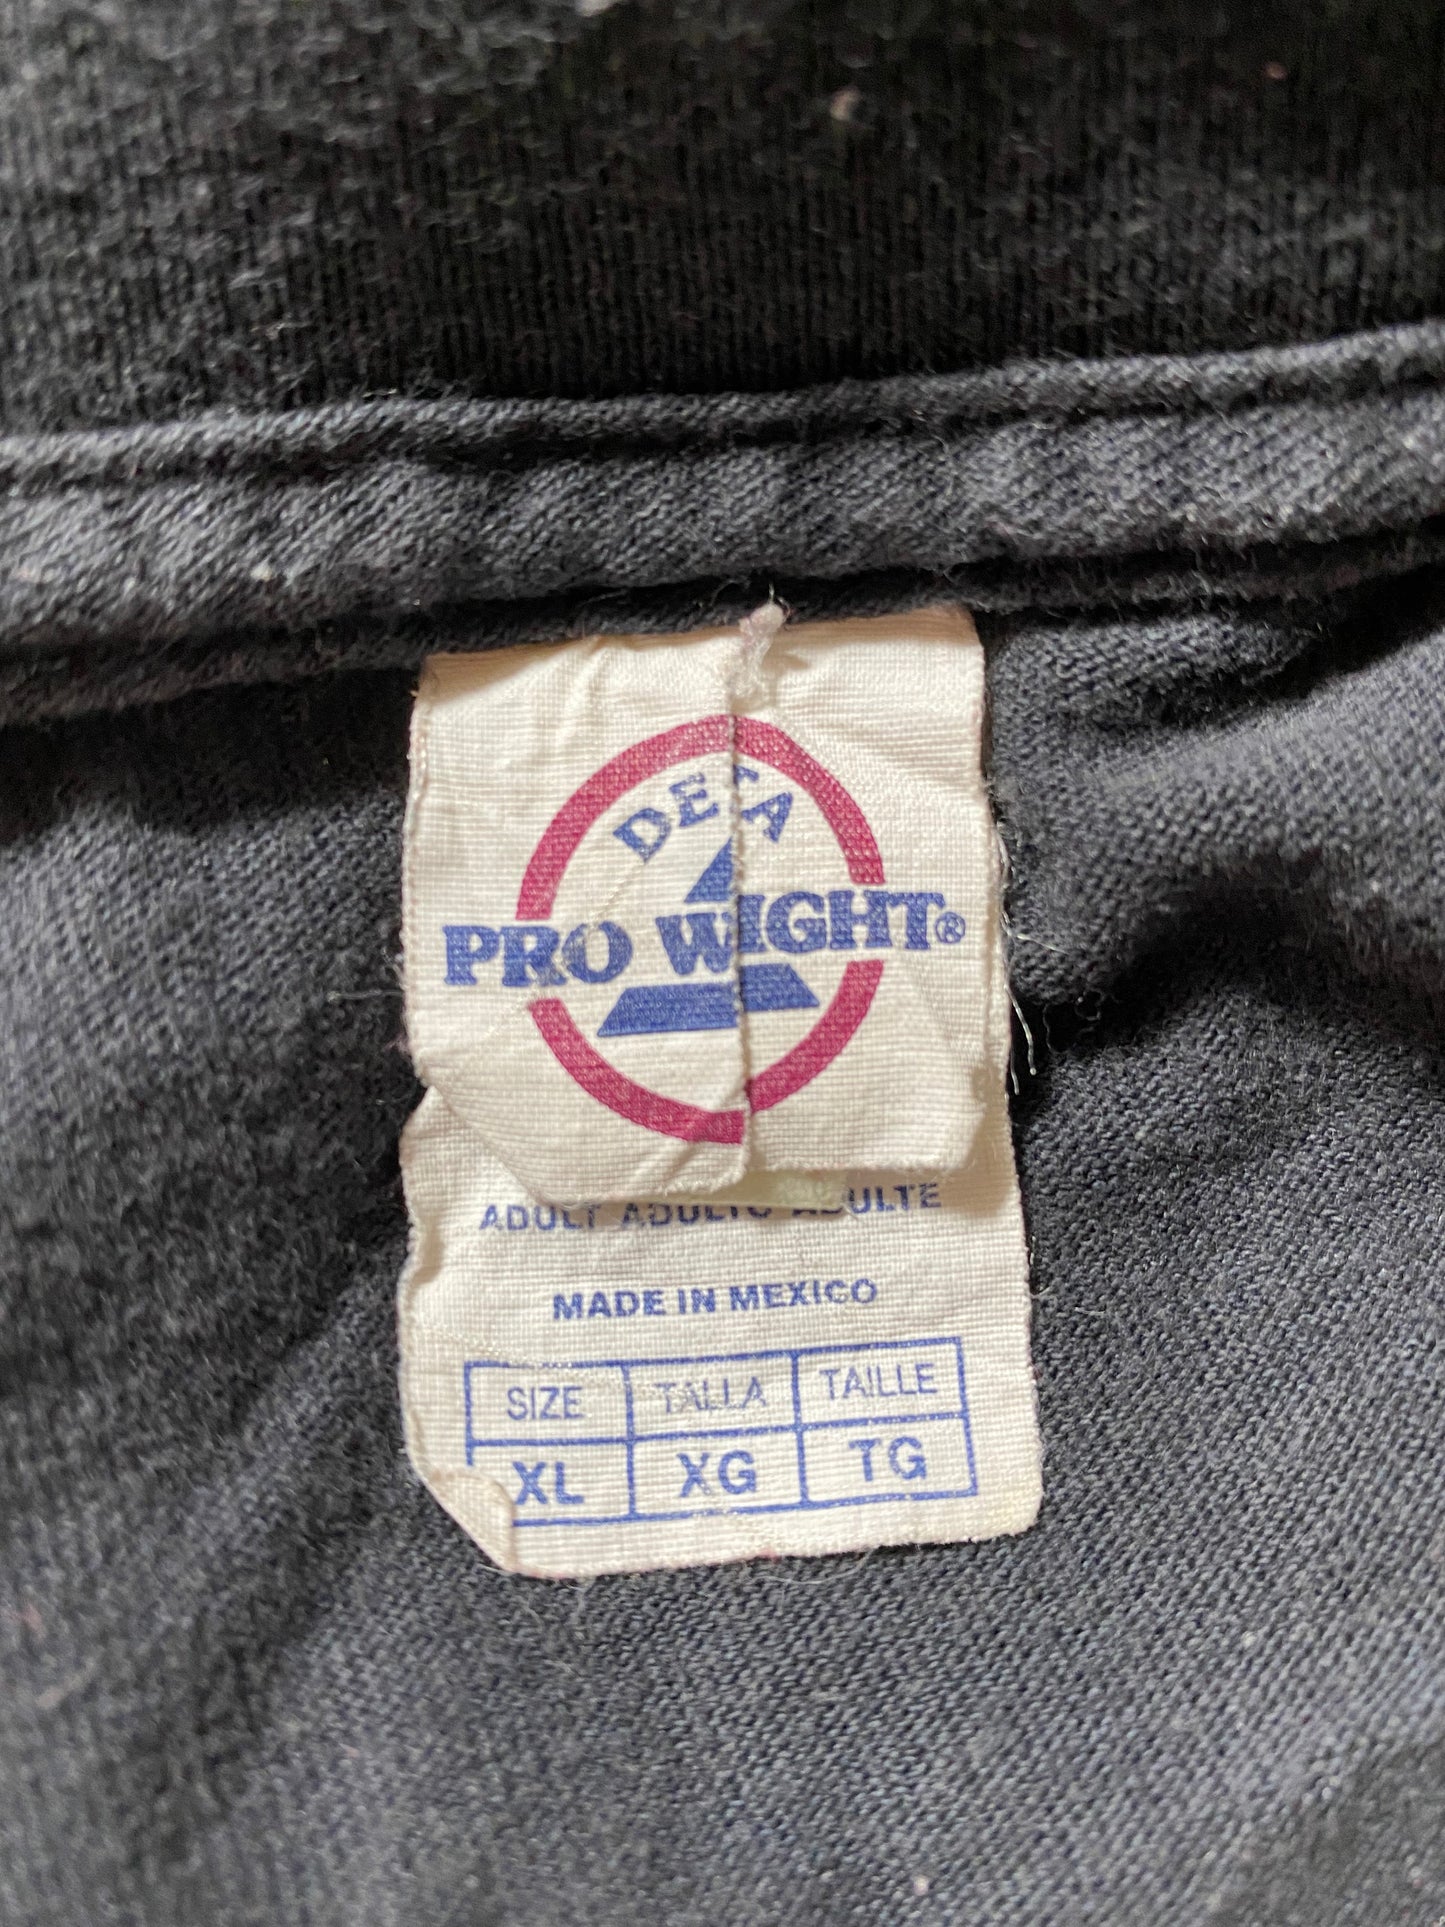 DELTA
PRO WEIGHT®
ADULT ADULTO ADULTE
MADE IN MEXICO
SIZE TALLA TAILLE
XL XG TG